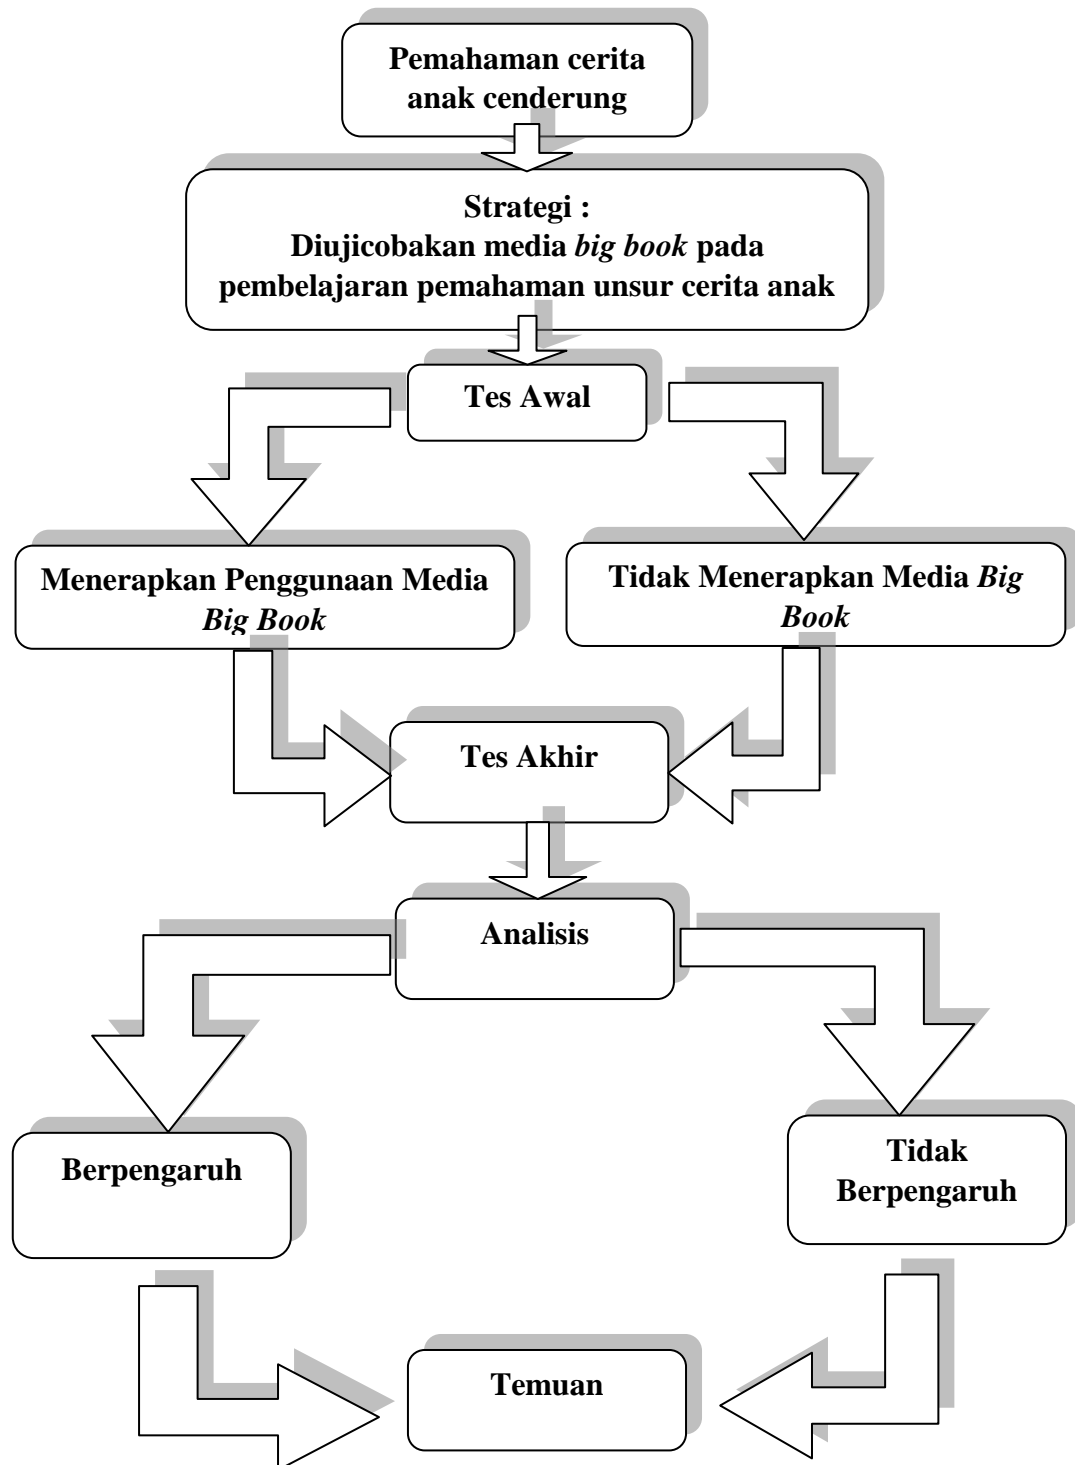 Pemahaman cerita
anak cenderung
Strategi :
Diujicobakan media big book pada
pembelajaran pemahaman unsur cerita anak
Tes Awal
Menerapkan Penggunaan Media
Big Book
Tidak Menerapkan Media Big
Book
Tes Akhir
Analisis
Berpengaruh
Tidak
Berpengaruh
Temuan